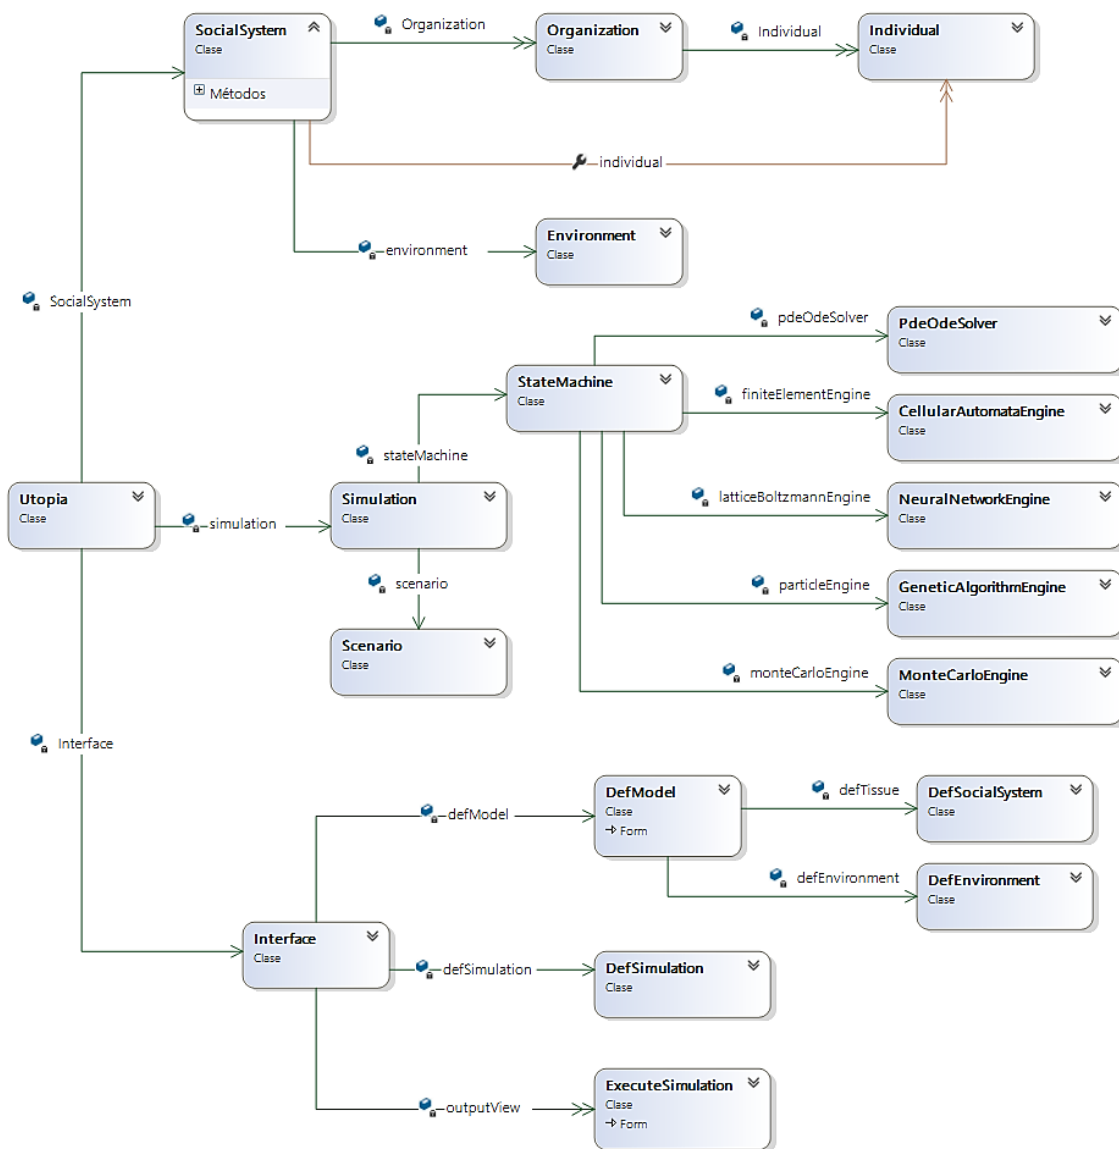 SocialSystem
Clase
Métodos
Organization
Organization
Clase
Individual
Individual
Clase
individual
environment
Environment
Clase
SocialSystem
pdeOdeSolver
PdeOdeSolver
Clase
StateMachine
Clase
finiteElementEngine
CellularAutomataEngine
Clase
stateMachine
Utopia
Clase
simulation
Simulation
Clase
latticeBoltzmannEngine
NeuralNetworkEngine
Clase
scenario
particleEngine
GeneticAlgorithmEngine
Clase
Scenario
Clase
monteCarloEngine
MonteCarloEngine
Clase
Interface
defModel
DefModel
Clase
Form
defTissue
DefSocialSystem
Clase
defEnvironment
DefEnvironment
Clase
Interface
Clase
defSimulation
DefSimulation
Clase
outputView
ExecuteSimulation
Clase
Form